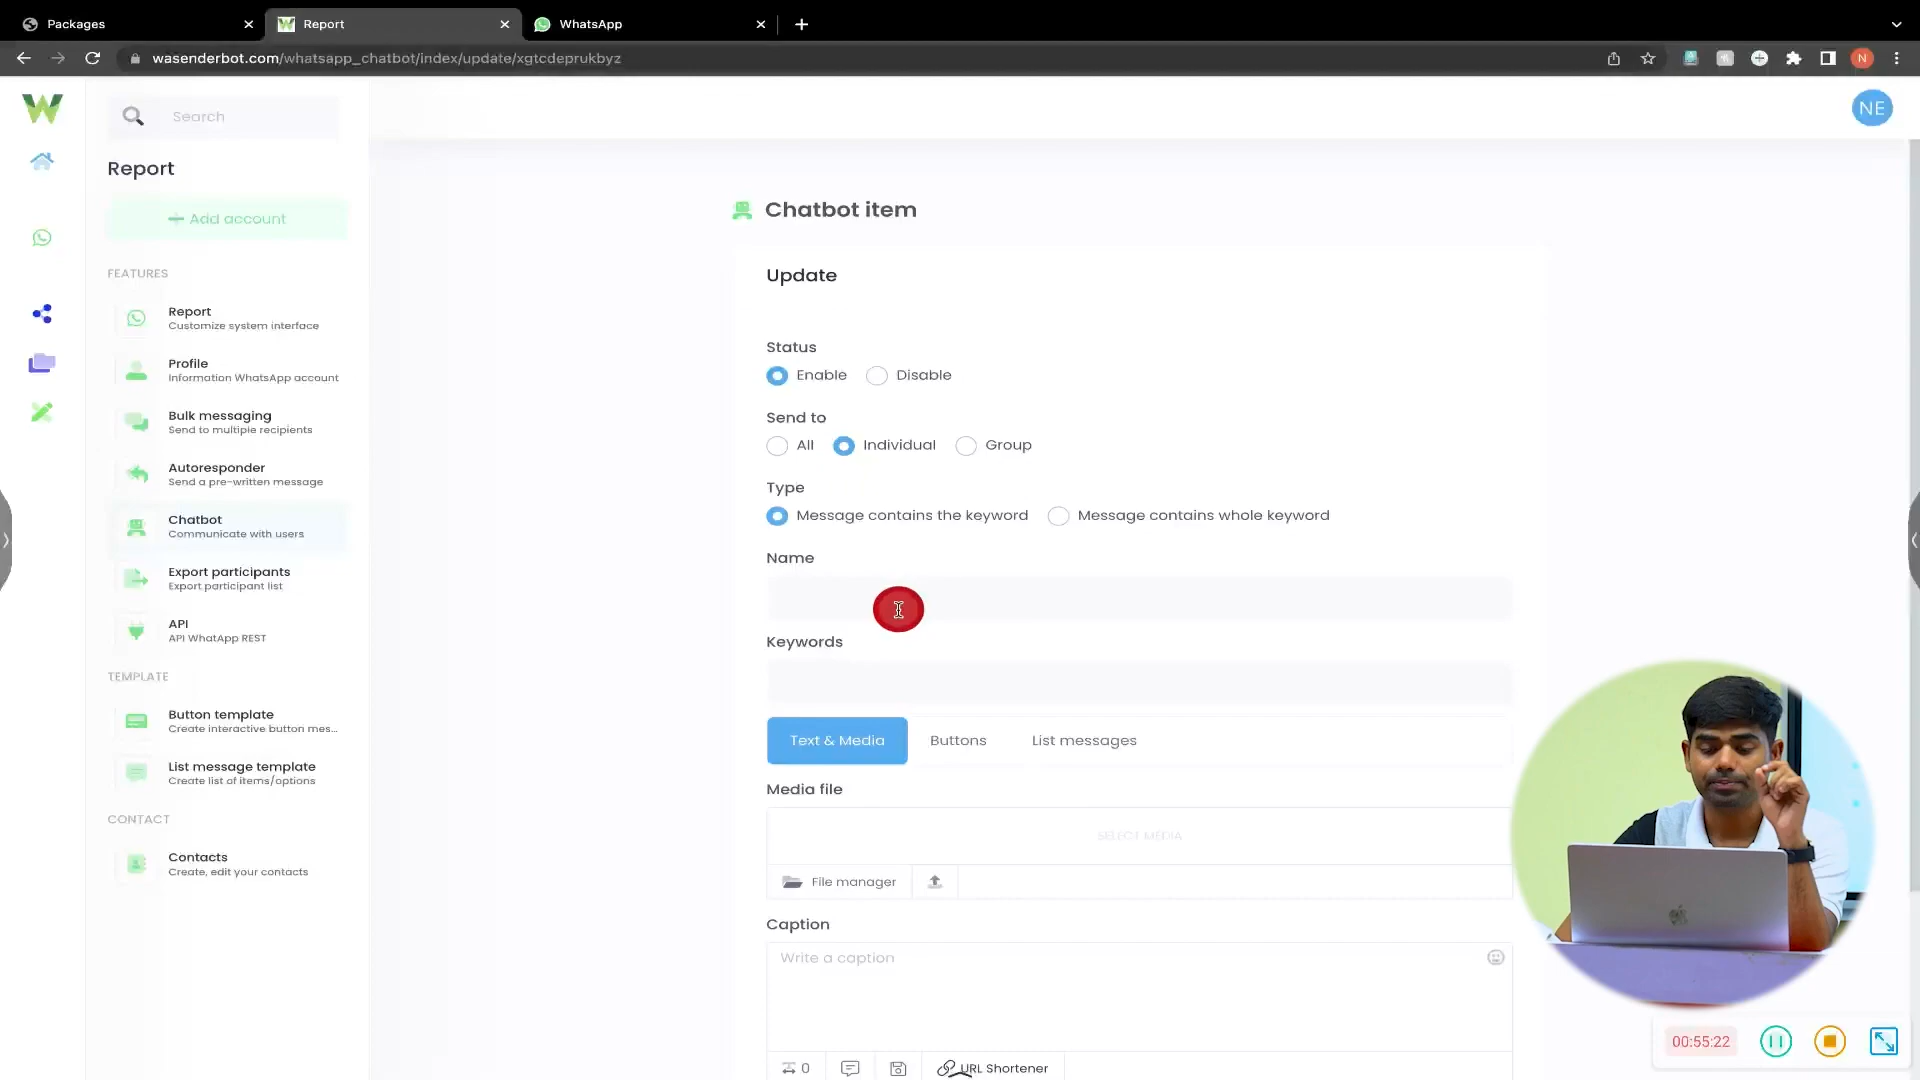 Packages
Report
WhatsApp
wasenderbot.com/whatsapp_chatbot/index/update/xgtcdeprukbyz
N
NE
Search
Report
+ Add account
FEATURES
Report
Customize system interface
Profile
Information WhatsApp account
Bulk messaging
Send to multiple recipients
Autoresponder
Send a pre-written message
Chatbot
Communicate with users
Export participants
Export participant list
API
API WhatApp REST
TEMPLATE
Button template
Create interactive button mes...
List message template
Create list of items/options
CONTACT
Contacts
Create, edit your contacts
Chatbot item
Update
Status
Enable Disable
Send to
All Individual Group
Type
Message contains the keyword Message contains whole keyword
Name
Keywords
Text & Media Buttons List messages
Media file
SELECT MEDIA
File manager
Caption
Write a caption
0 URL Shortener
00:55:22